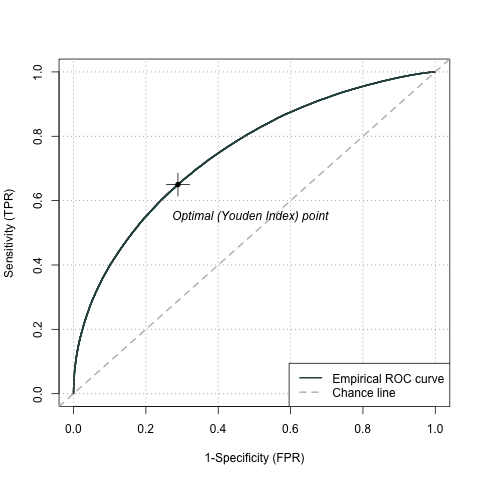 Sensitivity (TPR)
1.0
0.8
0.6
0.4
0.2
0.0
Optimal (Youden Index) point
Empirical ROC curve
Chance line
0.0 0.2 0.4 0.6 0.8 1.0
1-Specificity (FPR)